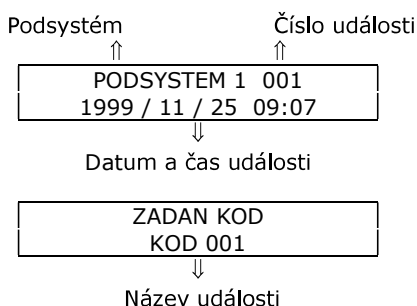 Podsystém Číslo události
⇑ ⇑
PODSYSTEM 1 001
1999 / 11 / 25 09:07
⇓
Datum a čas události
ZADAN KOD
KOD 001
⇓
Název události